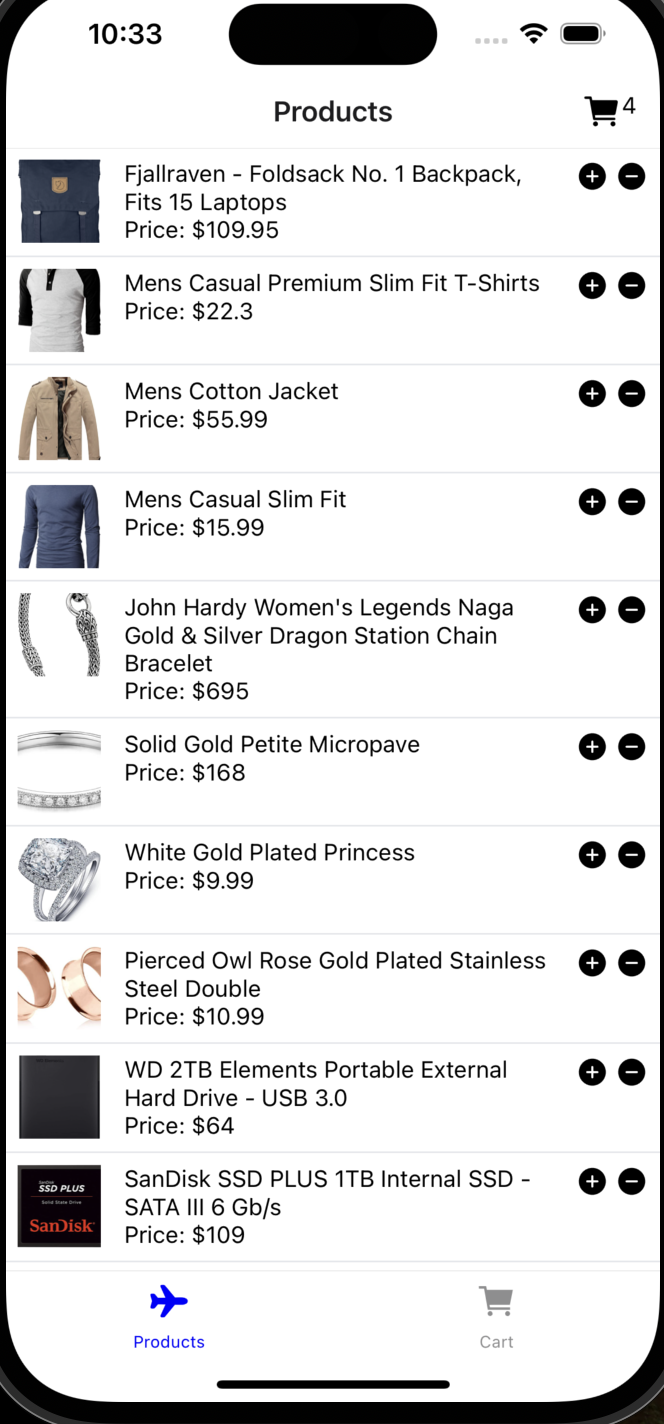 10:33
Products
4
Fjallraven - Foldsack No. 1 Backpack,
Fits 15 Laptops
Price: $109.95
Mens Casual Premium Slim Fit T-Shirts
Price: $22.3
Mens Cotton Jacket
Price: $55.99
Mens Casual Slim Fit
Price: $15.99
John Hardy Women's Legends Naga
Gold & Silver Dragon Station Chain
Bracelet
Price: $695
Solid Gold Petite Micropave
Price: $168
White Gold Plated Princess
Price: $9.99
Pierced Owl Rose Gold Plated Stainless
Steel Double
Price: $10.99
WD 2TB Elements Portable External
Hard Drive - USB 3.0
Price: $64
SanDisk
SSD PLUS
Solid State Drive
SanDisk
SanDisk SSD PLUS 1TB Internal SSD -
SATA III 6 Gb/s
Price: $109
Products
Cart